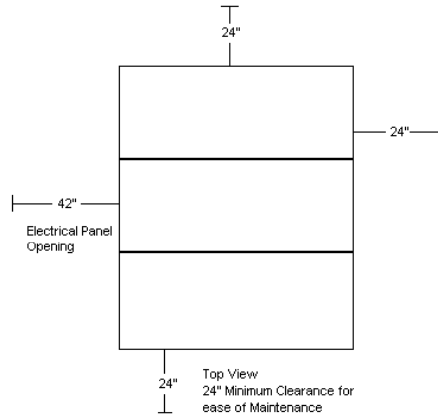 24"
24"
42"
Electrical Panel
Opening
24"
Top View
24" Minimum Clearance for
ease of Maintenance